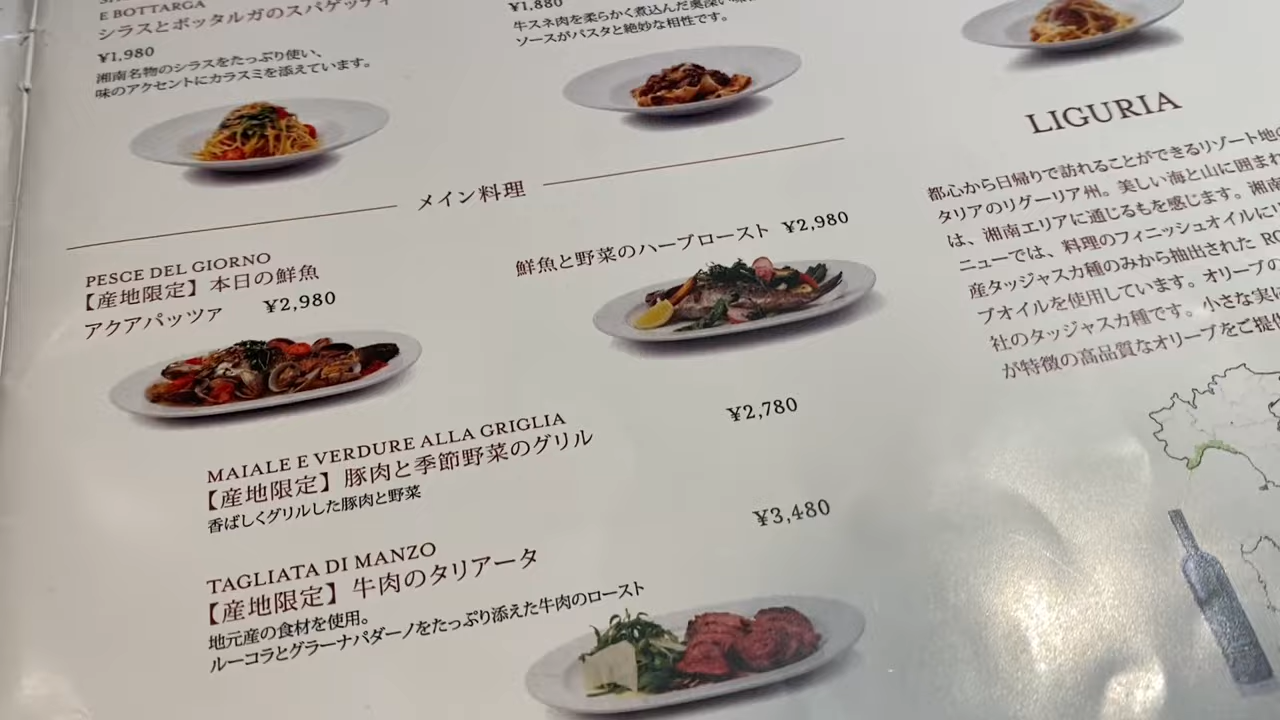 E BOTTARGA
シラスとボッタルガのスパゲッティ
¥1,980
湘南名物のシラスをたっぷり使い、
味のアクセントにカラスミを添えています。
¥1,880
牛スネ肉を柔らかく煮込んだ奥深い
ソースがパスタと絶妙な相性です。
メイン料理
PESCE DEL GIORNO
【産地限定】本日の鮮魚
アクアパッツァ ¥2,980
鮮魚と野菜のハーブロースト ¥2,980
MAIALE E VERDURE ALLA GRIGLIA
【産地限定】豚肉と季節野菜のグリル
香ばしくグリルした豚肉と野菜
¥2,780
TAGLIATA DI MANZO
【産地限定】牛肉のタリアータ
地元産の食材を使用。
ルーコラとグラーナパダーノをたっぷり添えた牛肉のロースト
¥3,480
LIGURIA
都心から日帰りで訪れることができるリゾート地
タリアのリグーリア州。美しい海と山に囲まれ
は、湘南エリアに通じるもを感じます。湘南
ニューでは、料理のフィニッシュオイルに
産タッジャスカ種のみから抽出された
ブオイルを使用しています。オリーブの
社のタッジャスカ種です。小さな実に
が特徴の高品質なオリーブをご提